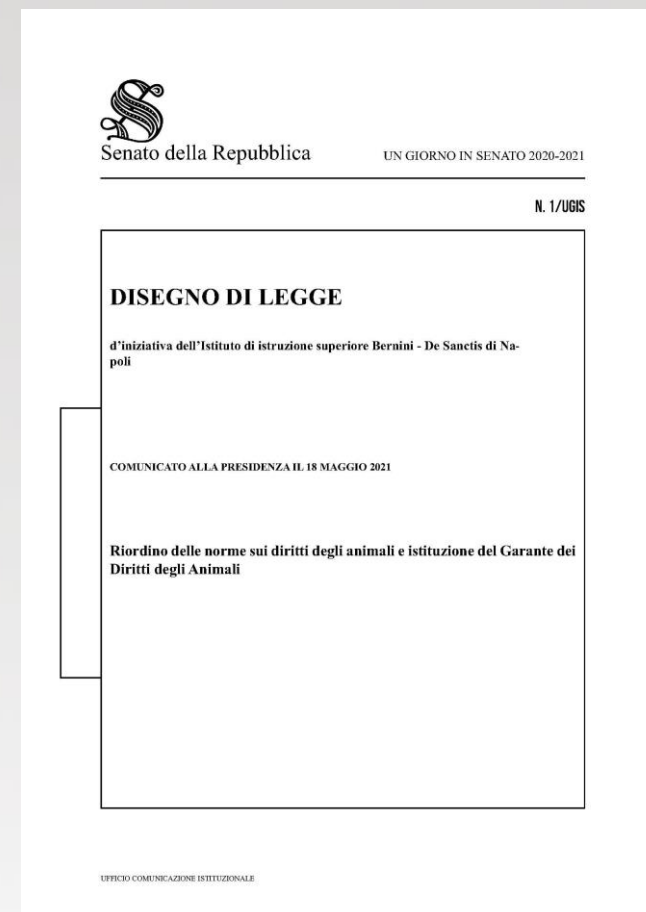 Senato della Repubblica
UN GIORNO IN SENATO 2020-2021
N. 1/UGIS
DISEGNO DI LEGGE
d'iniziativa dell'Istituto di istruzione superiore Bernini - De Sanctis di Na-
poli
COMUNICATO ALLA PRESIDENZA IL 18 MAGGIO 2021
Riordino delle norme sui diritti degli animali e istituzione del Garante dei
Diritti degli Animali
UFFICIO COMUNICAZIONE ISTITUZIONALE